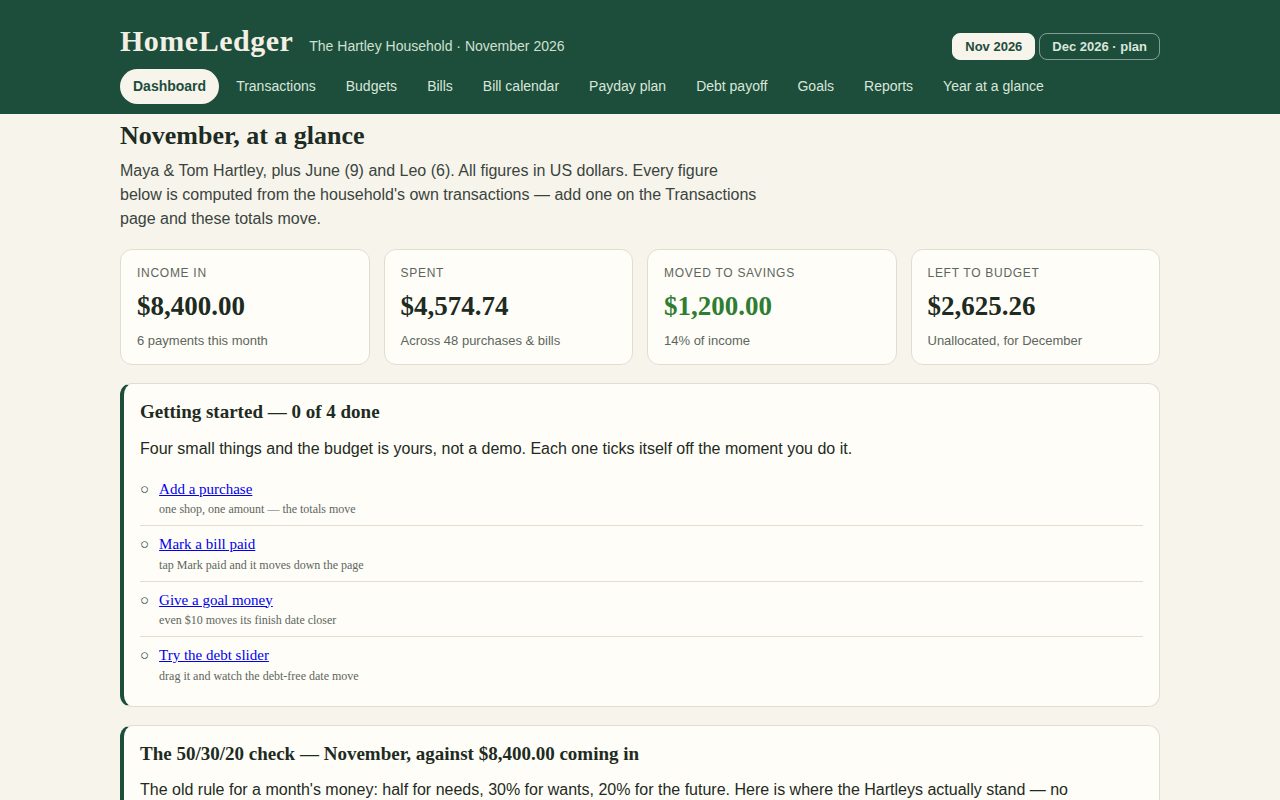 HomeLedger
The Hartley Household · November 2026
Nov 2026
Dec 2026 · plan
Dashboard
Transactions
Budgets
Bills
Bill calendar
Payday plan
Debt payoff
Goals
Reports
Year at a glance
November, at a glance
Maya & Tom Hartley, plus June (9) and Leo (6). All figures in US dollars. Every figure
below is computed from the household's own transactions — add one on the Transactions
page and these totals move.
INCOME IN
$8,400.00
6 payments this month
SPENT
$4,574.74
Across 48 purchases & bills
MOVED TO SAVINGS
$1,200.00
14% of income
LEFT TO BUDGET
$2,625.26
Unallocated, for December
Getting started — 0 of 4 done
Four small things and the budget is yours, not a demo. Each one ticks itself off the moment you do it.
○ Add a purchase
one shop, one amount — the totals move
○ Mark a bill paid
tap Mark paid and it moves down the page
○ Give a goal money
even $10 moves its finish date closer
○ Try the debt slider
drag it and watch the debt-free date move
The 50/30/20 check — November, against $8,400.00 coming in
The old rule for a month's money: half for needs, 30% for wants, 20% for the future. Here is where the Hartleys actually stand — no